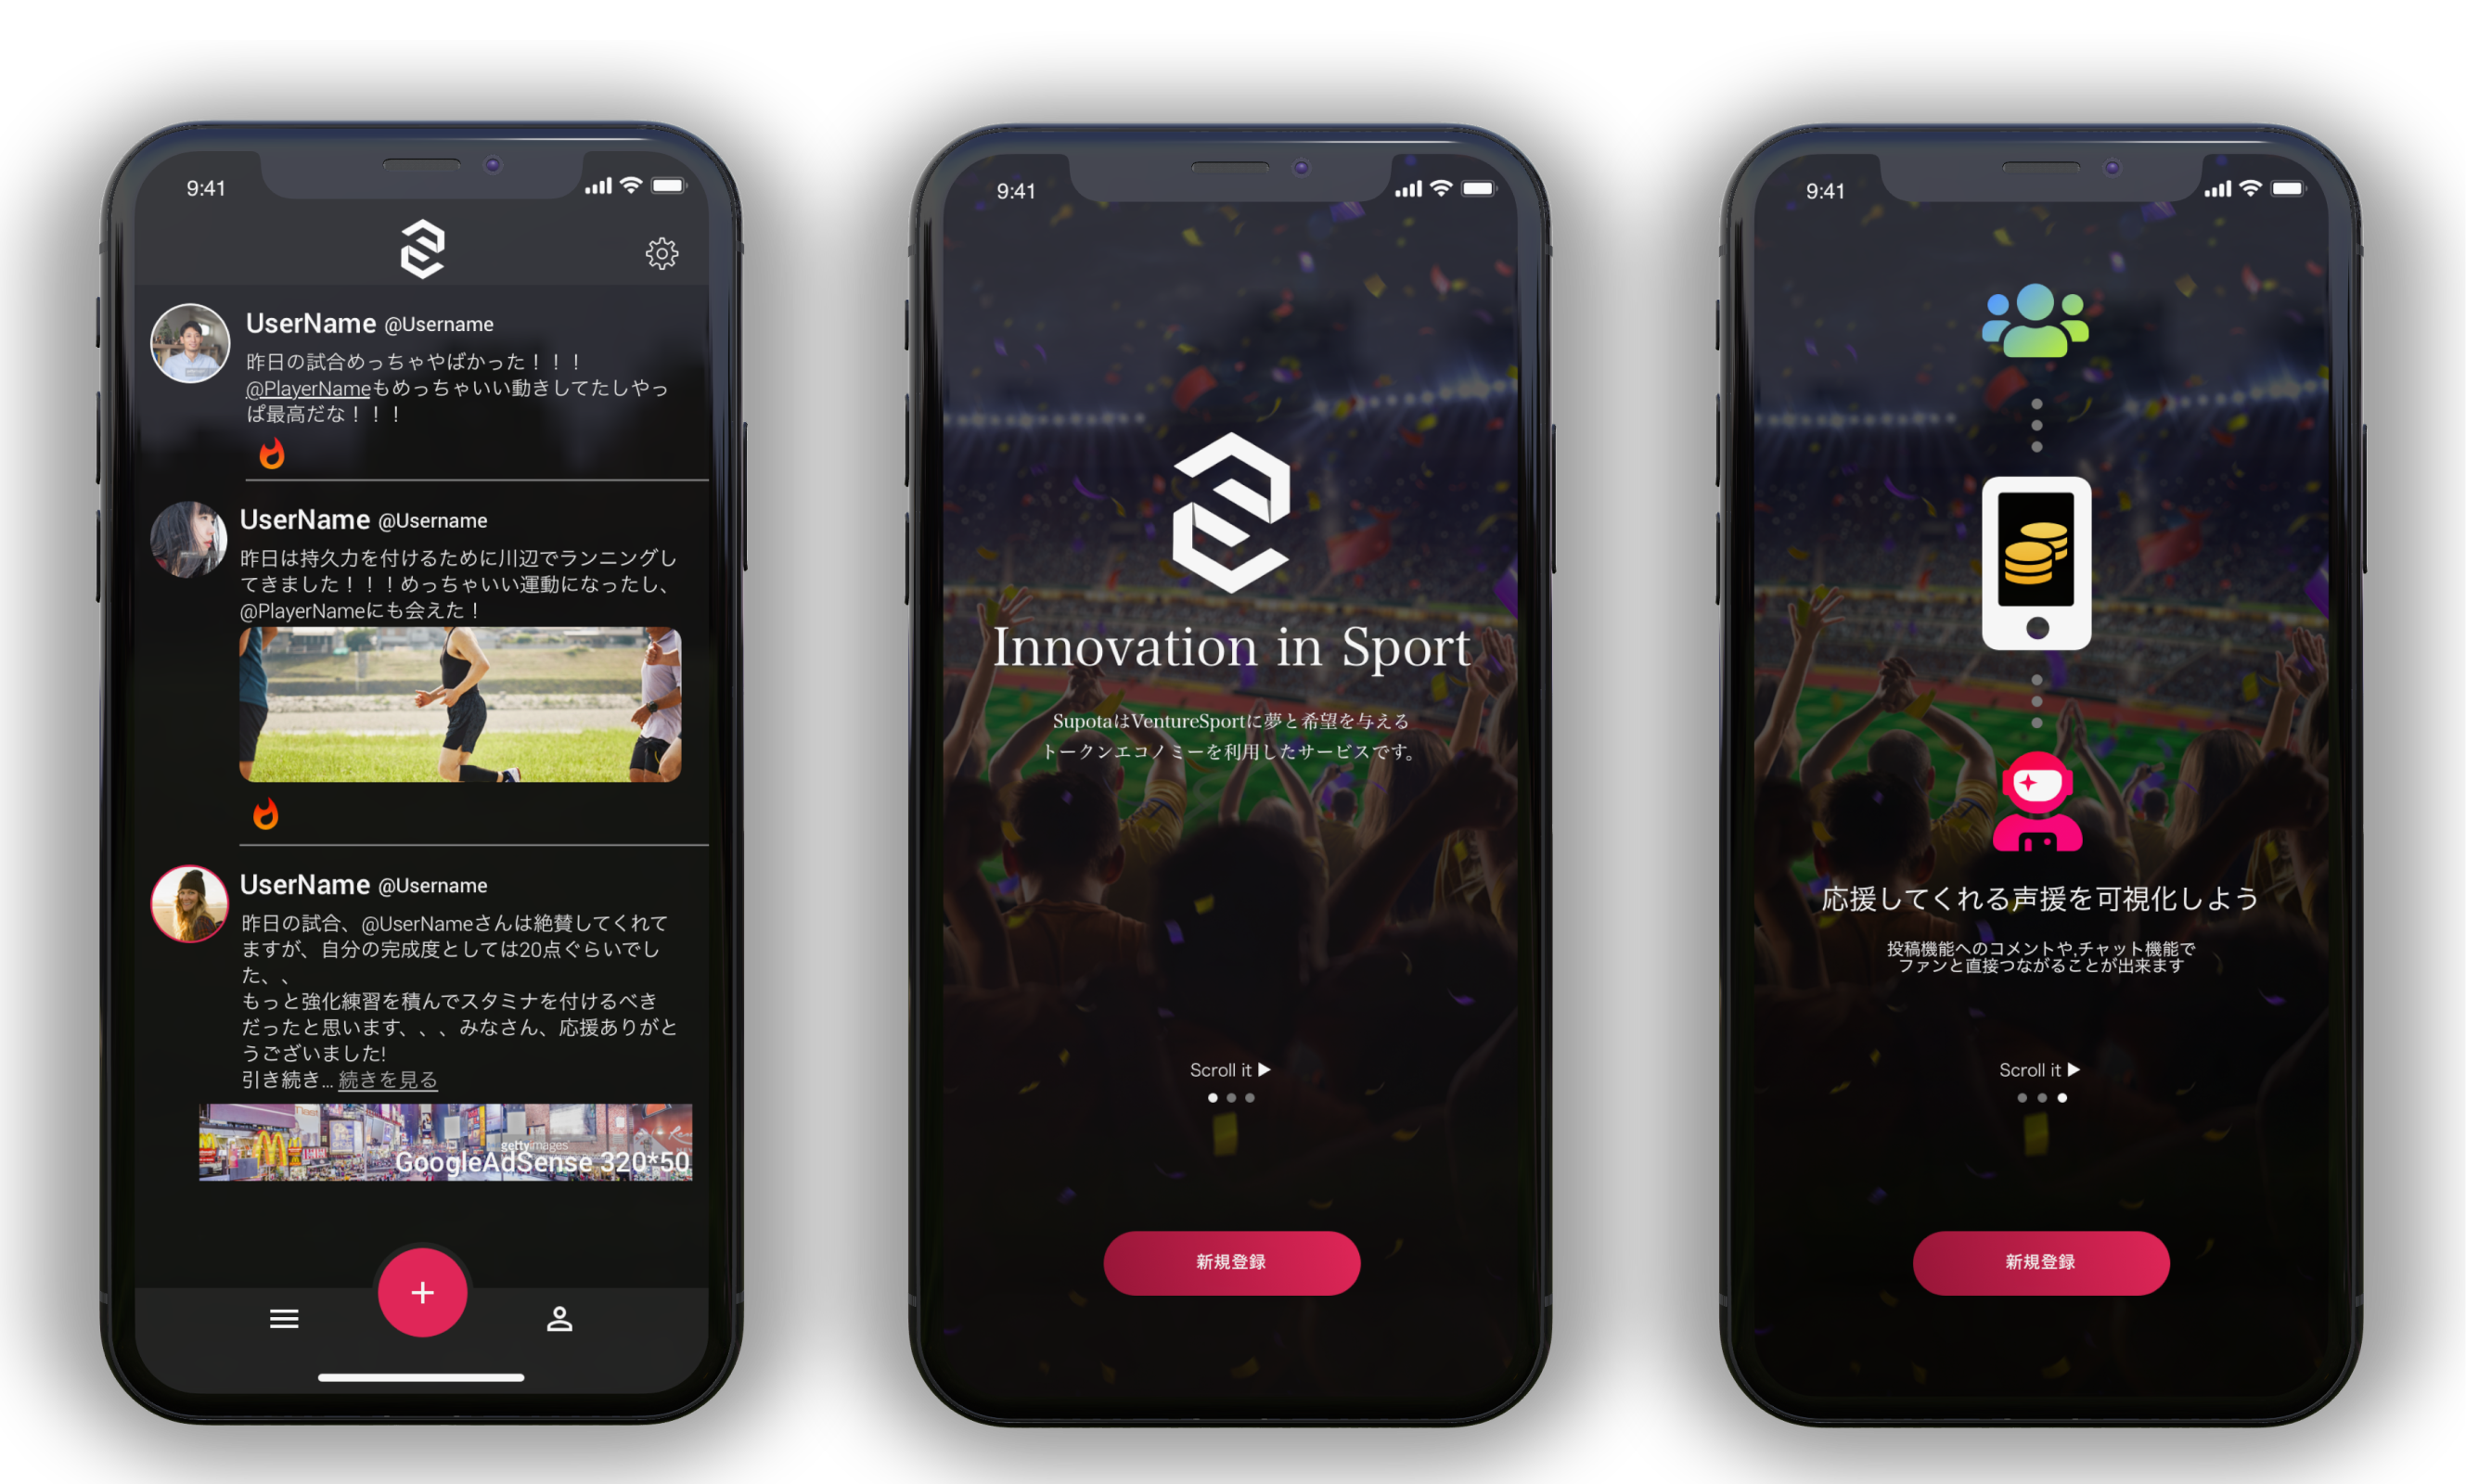 9:41
UserName @Username
昨日の試合めっちゃやばかった！！！
@PlayerNameもめっちゃいい動きしてたしやっ
ぱ最高だな！！！
UserName @Username
昨日は持久力を付けるために川辺でランニングし
てきました！！！めっちゃいい運動になったし、
@PlayerNameにも会えた！
UserName @Username
昨日の試合、@UserNameさんは絶賛してくれて
ますが、自分の完成度としては20点ぐらいでし
た、、
もっと強化練習を積んでスタミナを付けるべき
だったと思います、、、みなさん、応援ありがと
うございました!
引き続き... 続きを見る
gettyimages
GoogleAdSense 320*50
+
9:41
Innovation in Sport
SupotaはVentureSportに夢と希望を与える
トークンエコノミーを利用したサービスです。
Scroll it ▶
新規登録
9:41
応援してくれる声援を可視化しよう
投稿機能へのコメントや,チャット機能で
ファンと直接つながることが出来ます
Scroll it ▶
新規登録